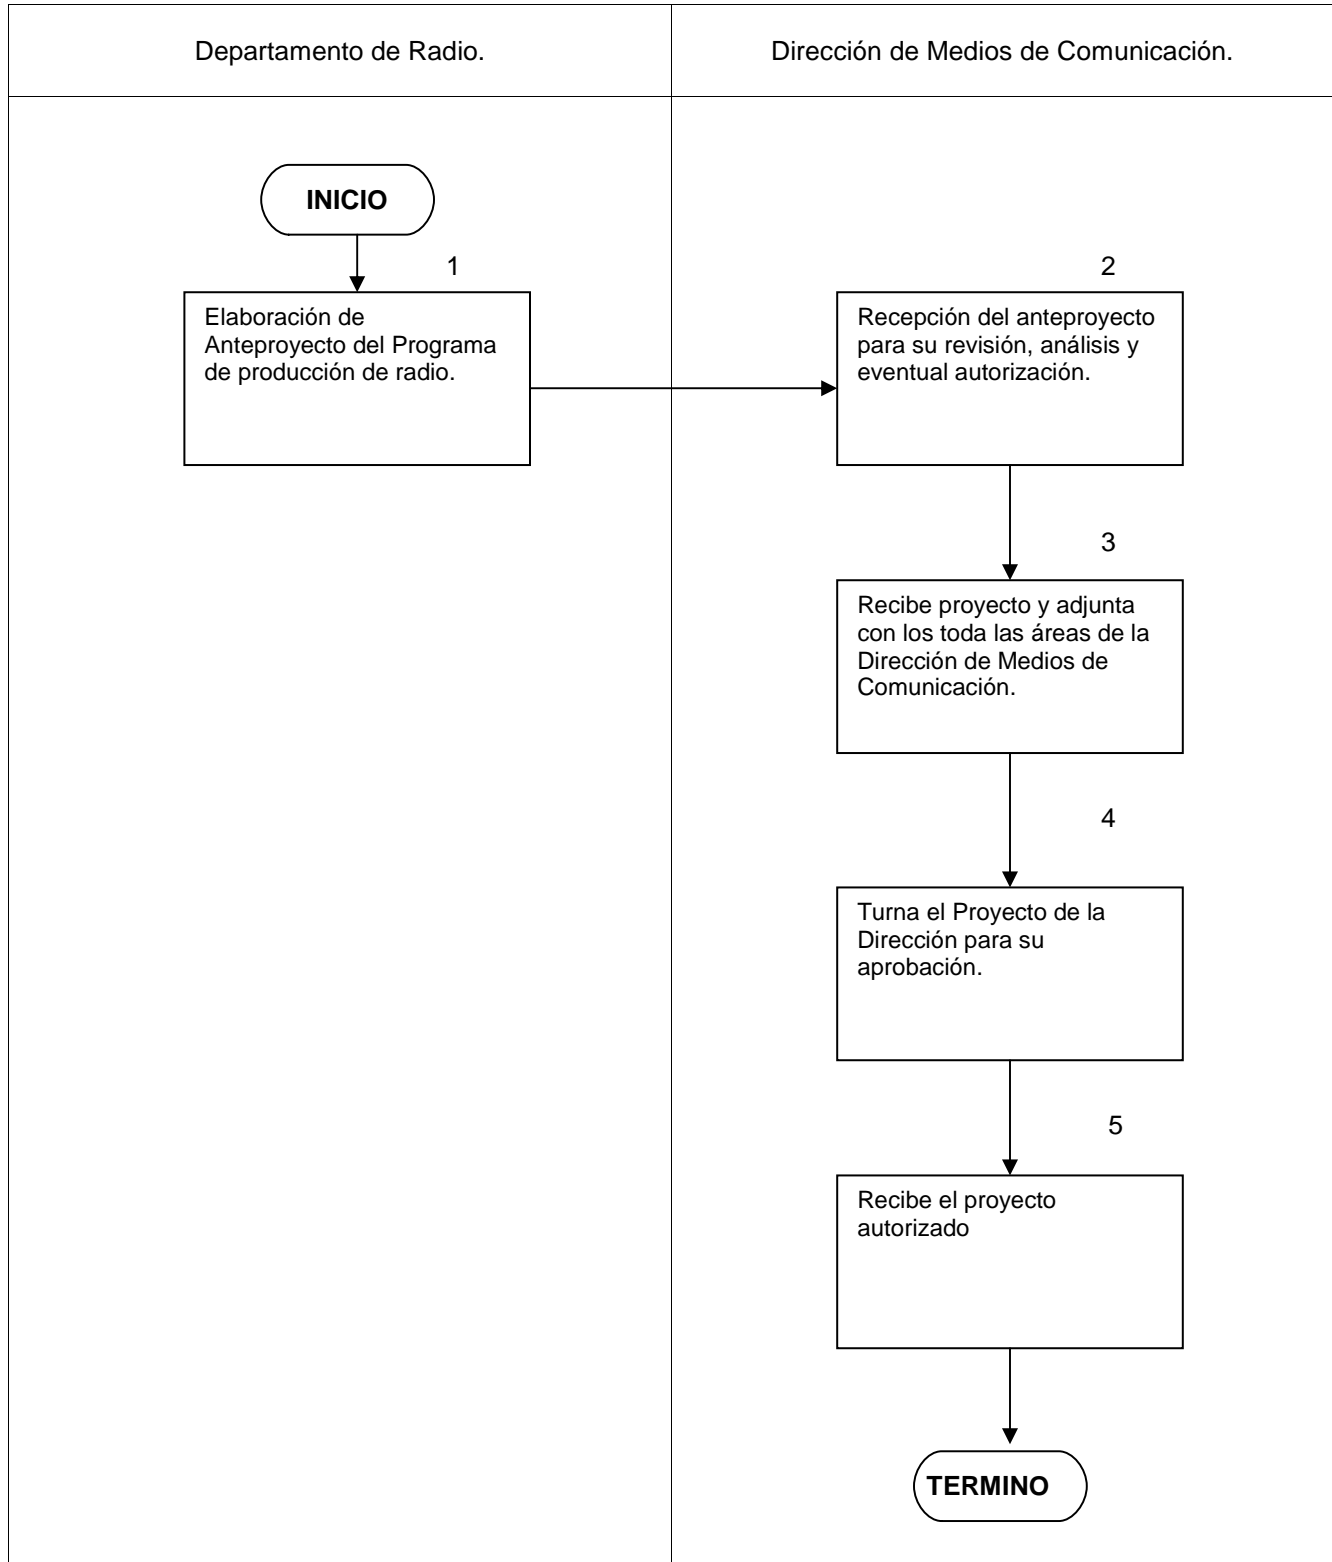 Departamento de Radio.
Dirección de Medios de Comunicación.
INICIO
1
Elaboración de
Anteproyecto del Programa
de producción de radio.
2
Recepción del anteproyecto
para su revisión, análisis y
eventual autorización.
3
Recibe proyecto y adjunta
con los toda las áreas de la
Dirección de Medios de
Comunicación.
4
Turna el Proyecto de la
Dirección para su
aprobación.
5
Recibe el proyecto
autorizado
TERMINO